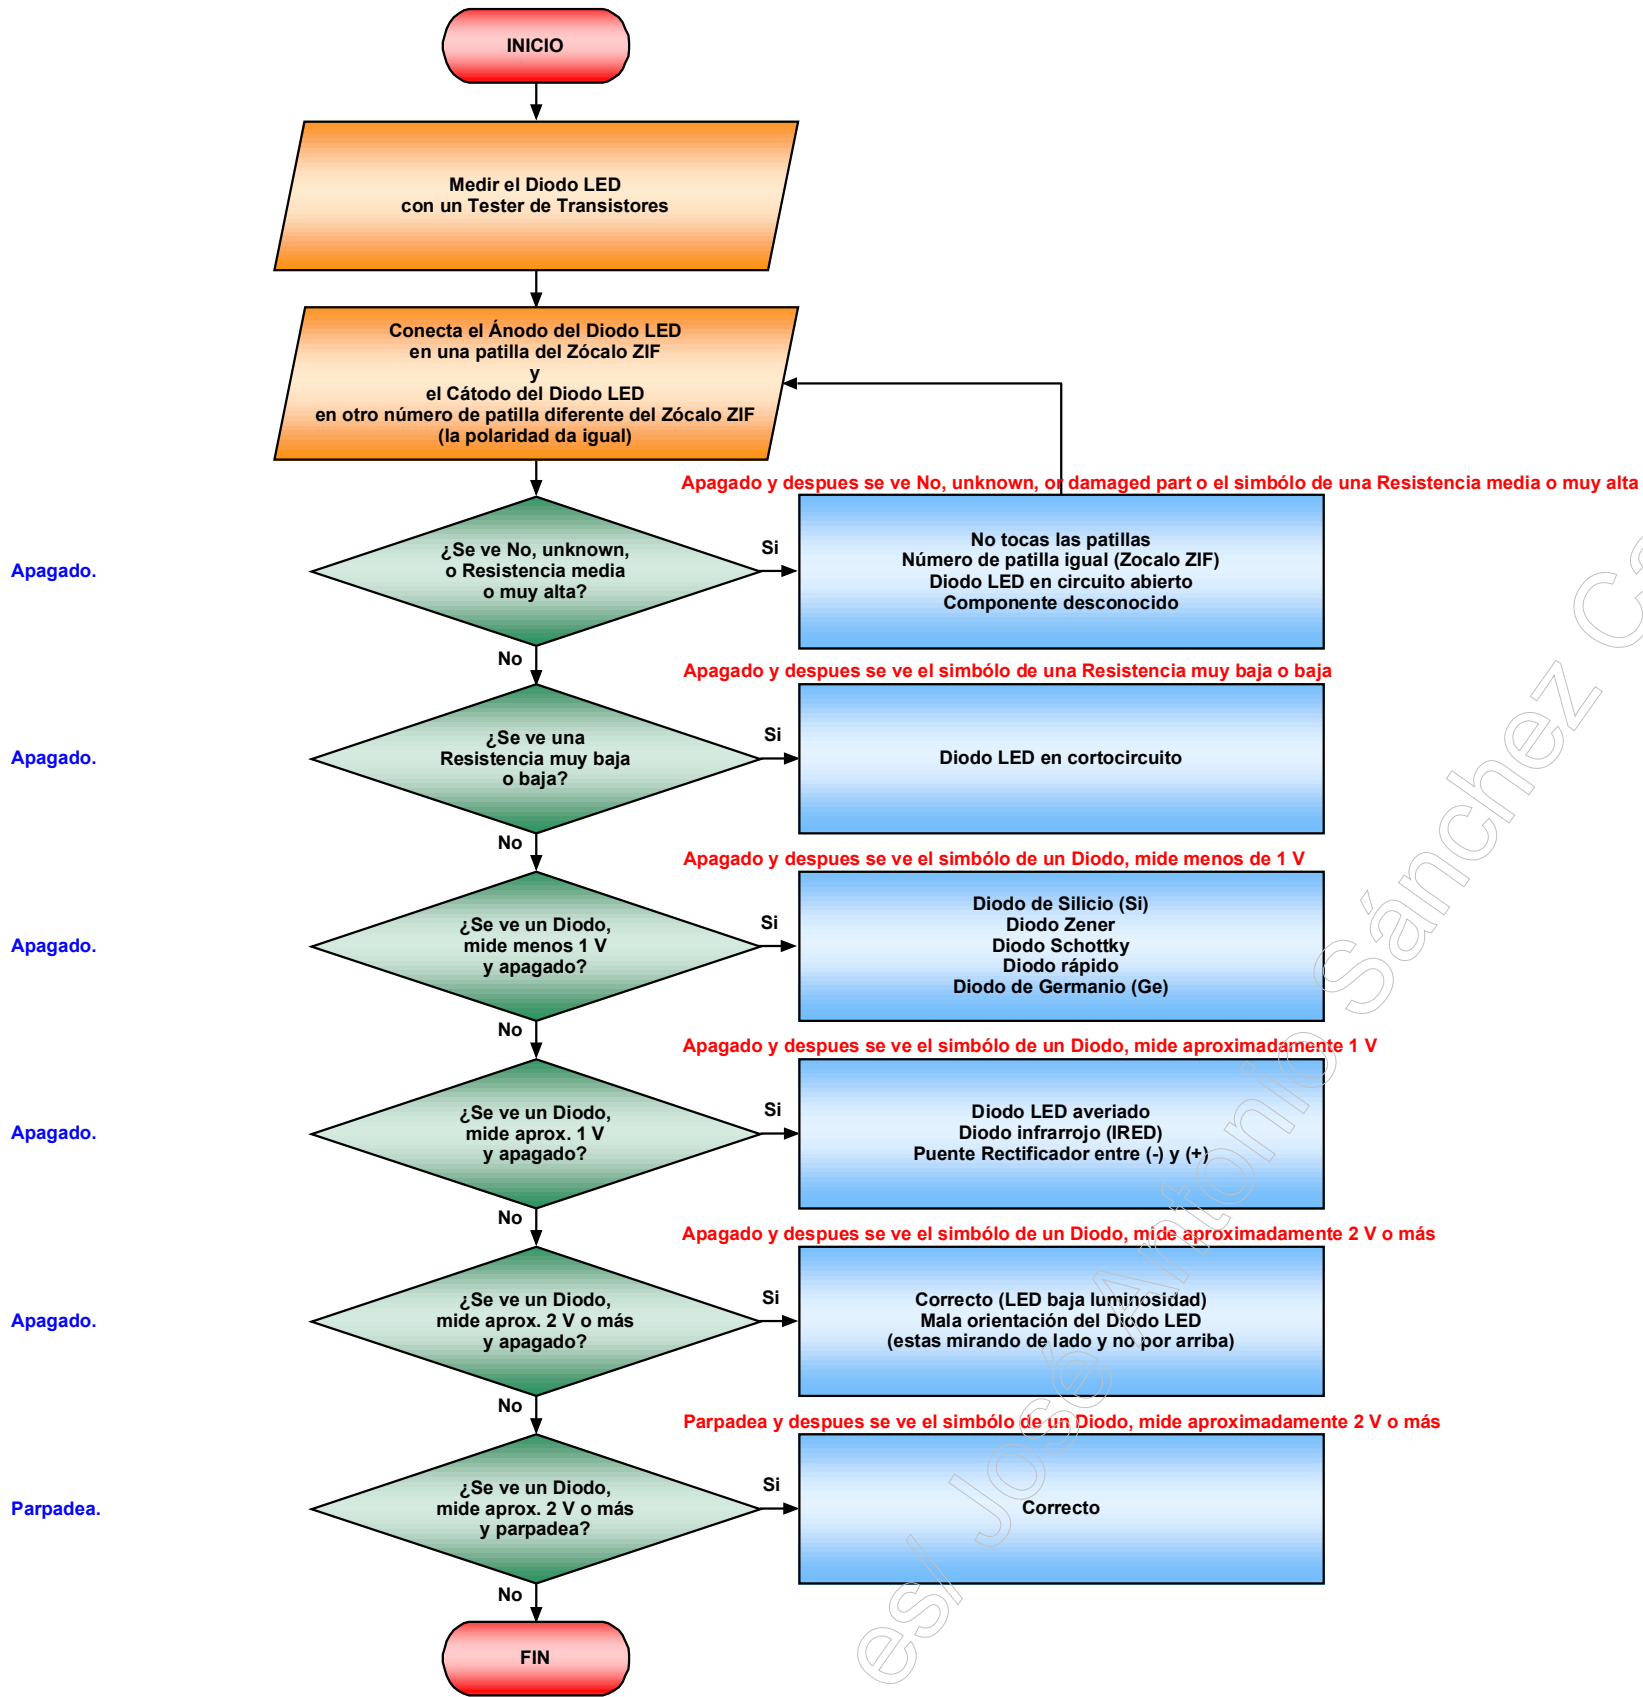 INICIO
Medir el Diodo LED
con un Tester de Transistores
Conecta el Ánodo del Diodo LED
en una patilla del Zócalo ZIF
y
el Cátodo del Diodo LED
en otro número de patilla diferente del Zócalo ZIF
(la polaridad da igual)
Apagado y despues se ve No, unknown, or damaged part o el simbólo de una Resistencia media o muy alta
Apagado.
¿Se ve No, unknown,
o Resistencia media
o muy alta?
Si
No tocas las patillas
Número de patilla igual (Zocalo ZIF)
Diodo LED en circuito abierto
Componente desconocido
No
Apagado y despues se ve el simbólo de una Resistencia muy baja o baja
Apagado.
¿Se ve una
Resistencia muy baja
o baja?
Si
Diodo LED en cortocircuito
No
Apagado y despues se ve el simbólo de un Diodo, mide menos de 1 V
Apagado.
¿Se ve un Diodo,
mide menos 1 V
y apagado?
Si
Diodo de Silicio (Si)
Diodo Zener
Diodo Schottky
Diodo rápido
Diodo de Germanio (Ge)
No
Apagado y despues se ve el simbólo de un Diodo, mide aproximadamente 1 V
Apagado.
¿Se ve un Diodo,
mide aprox. 1 V
y apagado?
Si
Diodo LED averiado
Diodo infrarrojo (IRED)
Puente Rectificador entre (-) y (+)
No
Apagado y despues se ve el simbólo de un Diodo, mide aproximadamente 2 V o más
Apagado.
¿Se ve un Diodo,
mide aprox. 2 V o más
y apagado?
Si
Correcto (LED baja luminosidad)
Mala orientación del Diodo LED
(estas mirando de lado y no por arriba)
No
Parpadea y despues se ve el simbólo de un Diodo, mide aproximadamente 2 V o más
Parpadea.
¿Se ve un Diodo,
mide aprox. 2 V o más
y parpadea?
Si
Correcto
No
FIN
es/ José Antonio Sánchez